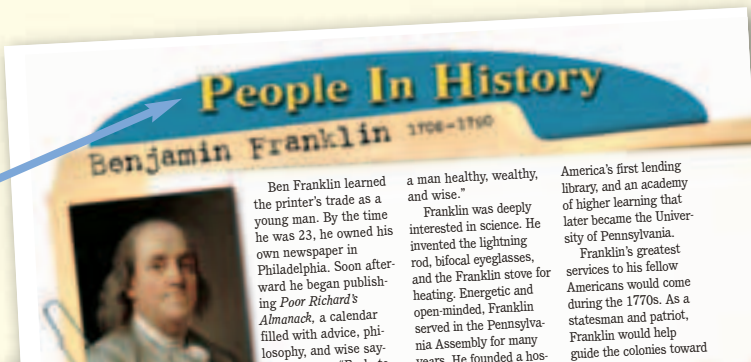 People In History
Benjamin Franklin 1706–1790
Ben Franklin learned
the printer's trade as a
young man. By the time
he was 23, he owned his
own newspaper in
Philadelphia. Soon after-
ward he began publish-
ing Poor Richard's
Almanack, a calendar
filled with advice, phi-
losophy, and wise say-
a man healthy, wealthy,
and wise."
Franklin was deeply
interested in science. He
invented the lightning
rod, bifocal eyeglasses,
and the Franklin stove for
heating. Energetic and
open-minded, Franklin
served in the Pennsylva-
nia Assembly for many
years. He founded a hos-
America's first lending
library, and an academy
of higher learning that
later became the Univer-
sity of Pennsylvania.
Franklin's greatest
services to his fellow
Americans would come
during the 1770s. As a
statesman and patriot,
Franklin would help
guide the colonies toward